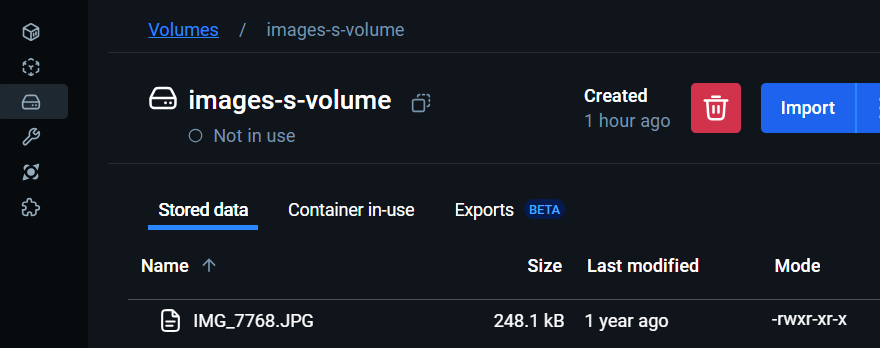 Volumes / images-s-volume
images-s-volume
Created
1 hour ago
Import
Not in use
Stored data Container in-use Exports BETA
Name Size Last modified Mode
IMG_7768.JPG 248.1 kB 1 year ago -rwxr-xr-x